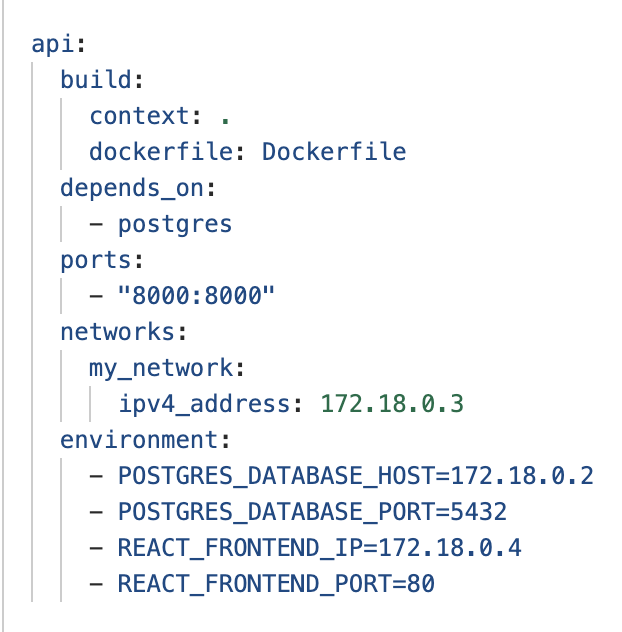 api:
build:
context: .
dockerfile: Dockerfile
depends_on:
- postgres
ports:
- "8000:8000"
networks:
my_network:
ipv4_address: 172.18.0.3
environment:
- POSTGRES_DATABASE_HOST=172.18.0.2
- POSTGRES_DATABASE_PORT=5432
- REACT_FRONTEND_IP=172.18.0.4
- REACT_FRONTEND_PORT=80